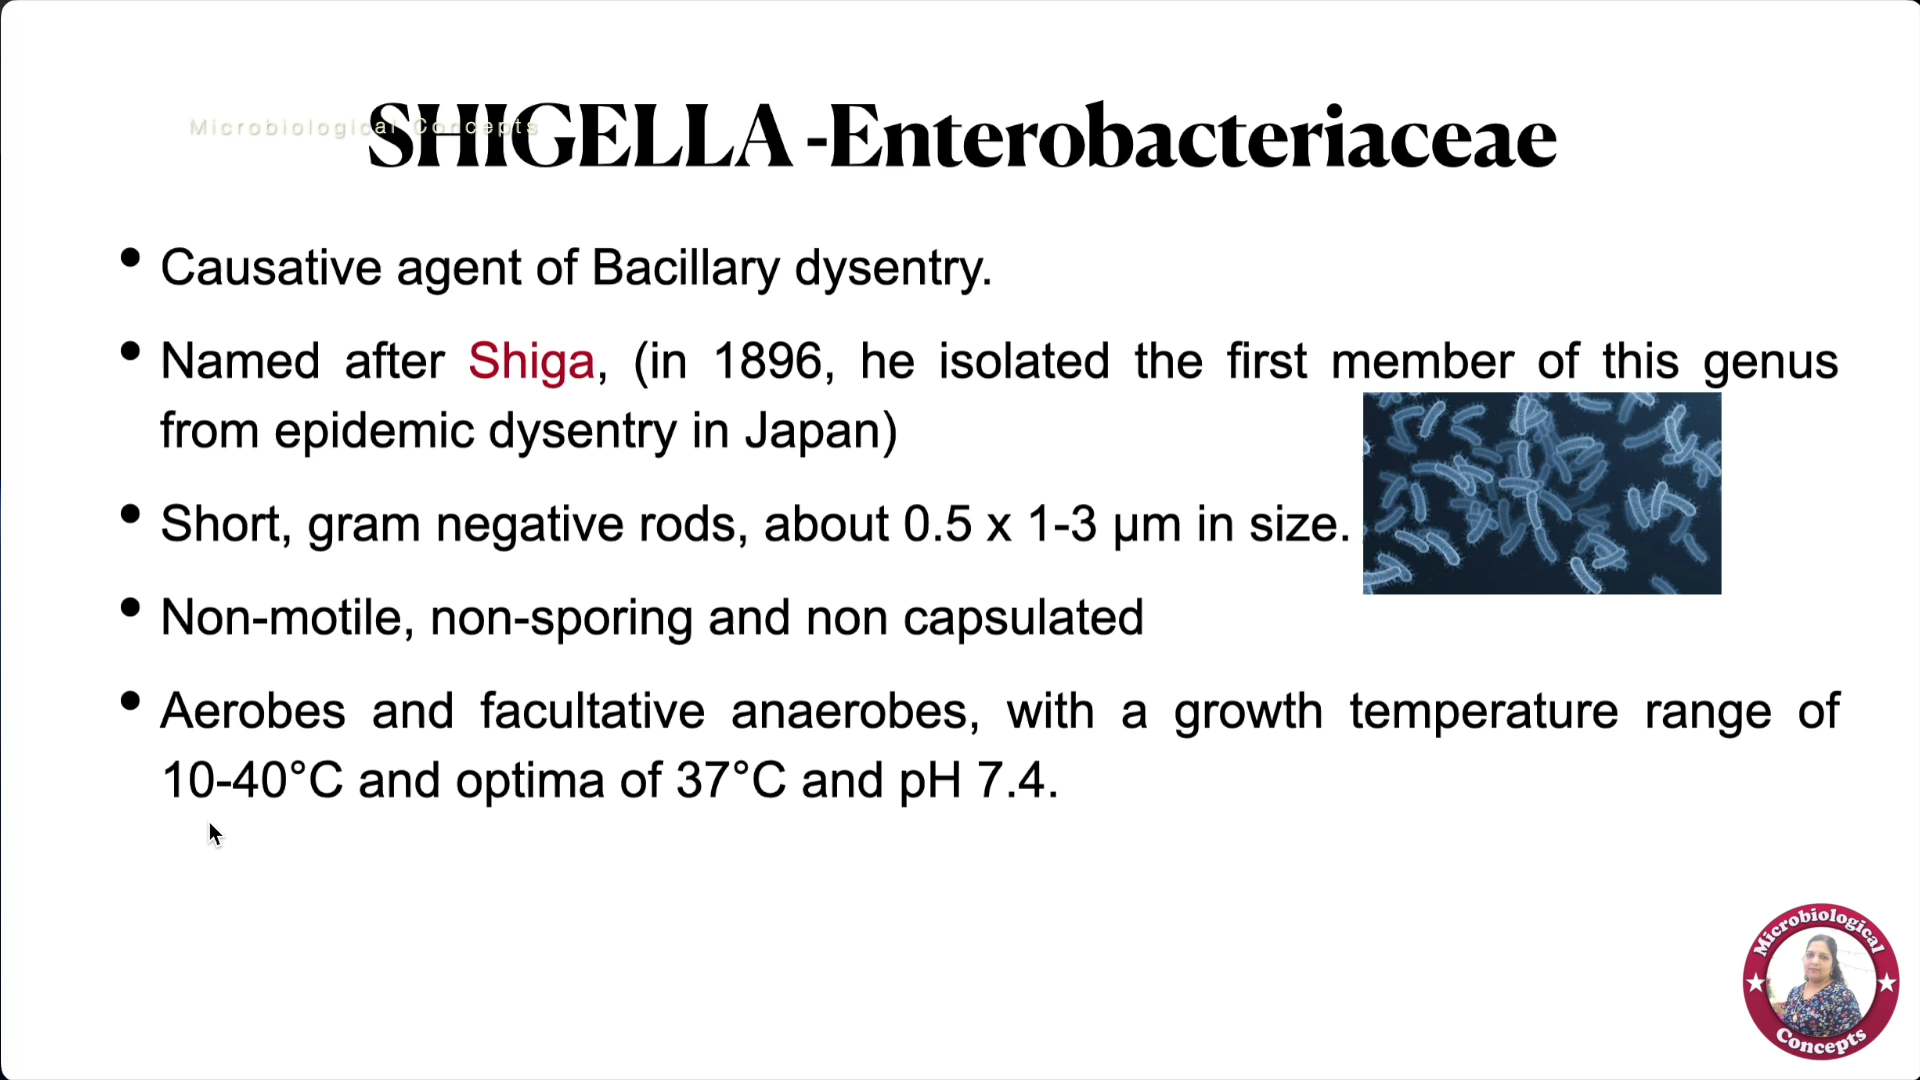 Microbiological Concepts
SHIGELLA -Enterobacteriaceae
• Causative agent of Bacillary dysentry.
• Named after Shiga, (in 1896, he isolated the first member of this genus
from epidemic dysentry in Japan)
• Short, gram negative rods, about 0.5 x 1-3 μm in size.
• Non-motile, non-sporing and non capsulated
• Aerobes and facultative anaerobes, with a growth temperature range of
10-40°C and optima of 37°C and pH 7.4.
Microbiological
Concepts